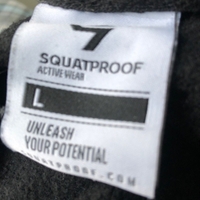 SQUATPROOF
ACTIVE WEAR
L
UNLEASH
YOUR POTENTIAL
SQUATPROOF.COM